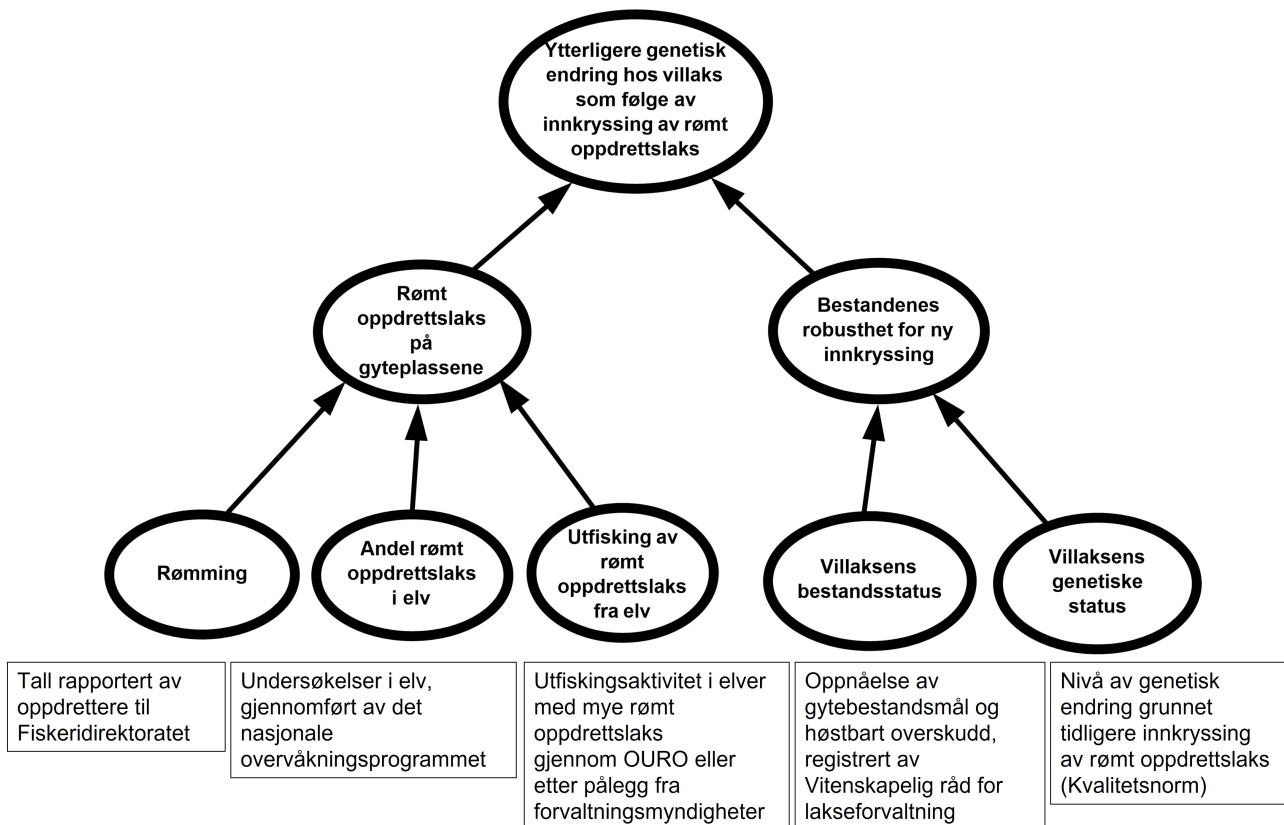 Ytterligere genetisk
endring hos villaks
som følge av
innkryssing av rømt
oppdrettslaks
Rømt
oppdrettslaks
på
gyteplassene
Bestandenes
robusthet for ny
innkryssing
Rømming
Andel rømt
oppdrettslaks
i elv
Utfisking av
rømt
oppdrettslaks
fra elv
Villaksens
bestandsstatus
Villaksens
genetiske
status
Tall rapportert av
oppdrettere til
Fiskeridirektoratet
Undersøkelser i elv,
gjennomført av det
nasjonale
overvåkningsprogrammet
Utfiskingsaktivitet i elver
med mye rømt
oppdrettslaks
gjennom OURO eller
etter pålegg fra
forvaltningsmyndigheter
Oppnåelse av
gytebestandsmål og
høstbart overskudd,
registrert av
Vitenskapelig råd for
lakseforvaltning
Nivå av genetisk
endring grunnet
tidligere innkryssing
av rømt oppdrettslaks
(Kvalitetsnorm)